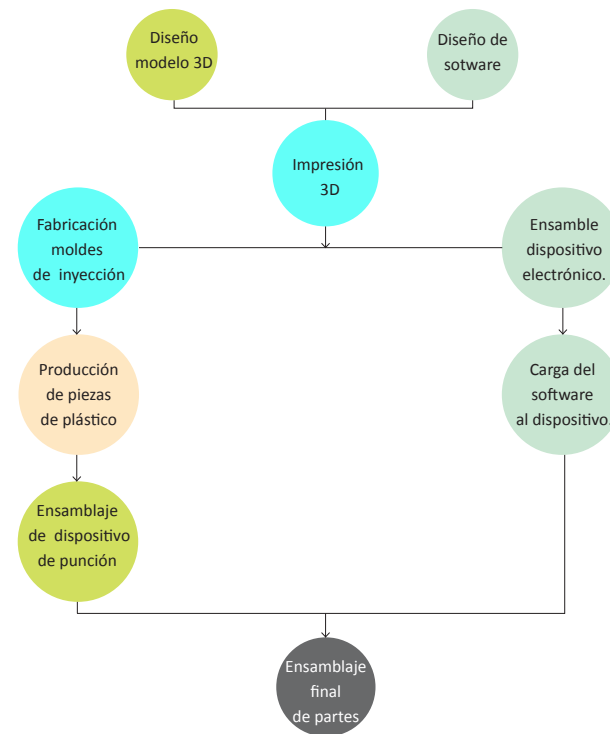 Diseño
modelo 3D
Diseño de
sotware
Impresión
3D
Fabricación
moldes
de inyección
Ensamble
dispositivo
electrónico.
Producción
de piezas
de plástico
Carga del
software
al dispositivo.
Ensamblaje
de dispositivo
de punción
Ensamblaje
final
de partes